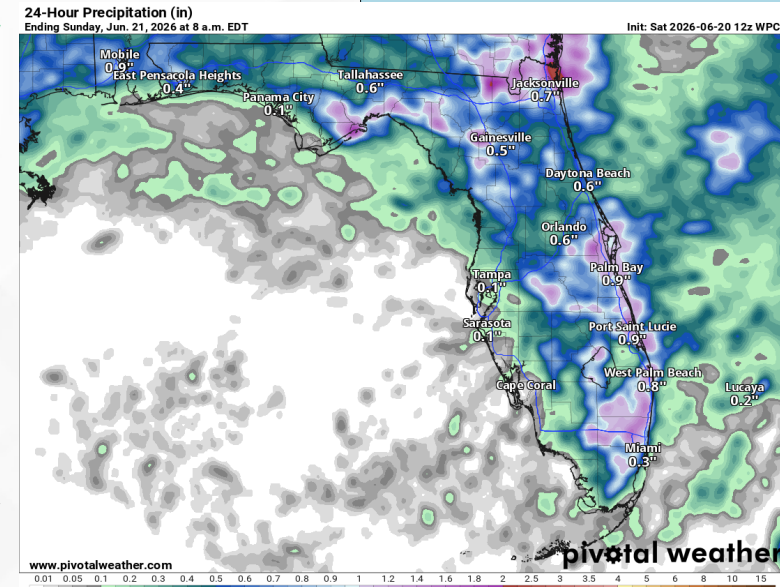 24-Hour Precipitation (in)
Ending Sunday, Jun. 21, 2026 at 8 a.m. EDT
Init: Sat 2026-06-20 12z WPC
Mobile
0.9"
East Pensacola Heights
0.4"
Tallahassee
0.6"
Panama City
0.1"
Jacksonville
0.7"
Gainesville
0.5"
Daytona Beach
0.6"
Orlando
0.6"
Tampa
0.1"
Palm Bay
0.9"
Sarasota
0.1"
Port Saint Lucie
0.9"
Cape Coral
West Palm Beach
0.8"
Lucaya
0.2"
Miami
0.3"
www.pivotalweather.com
pivotal weather
0.01 0.05 0.1 0.2 0.3 0.4 0.5 0.6 0.7 0.8 0.9 1 1.2 1.4 1.6 1.8 2 2.5 3 3.5 4 5 6 7 8 9 10 15